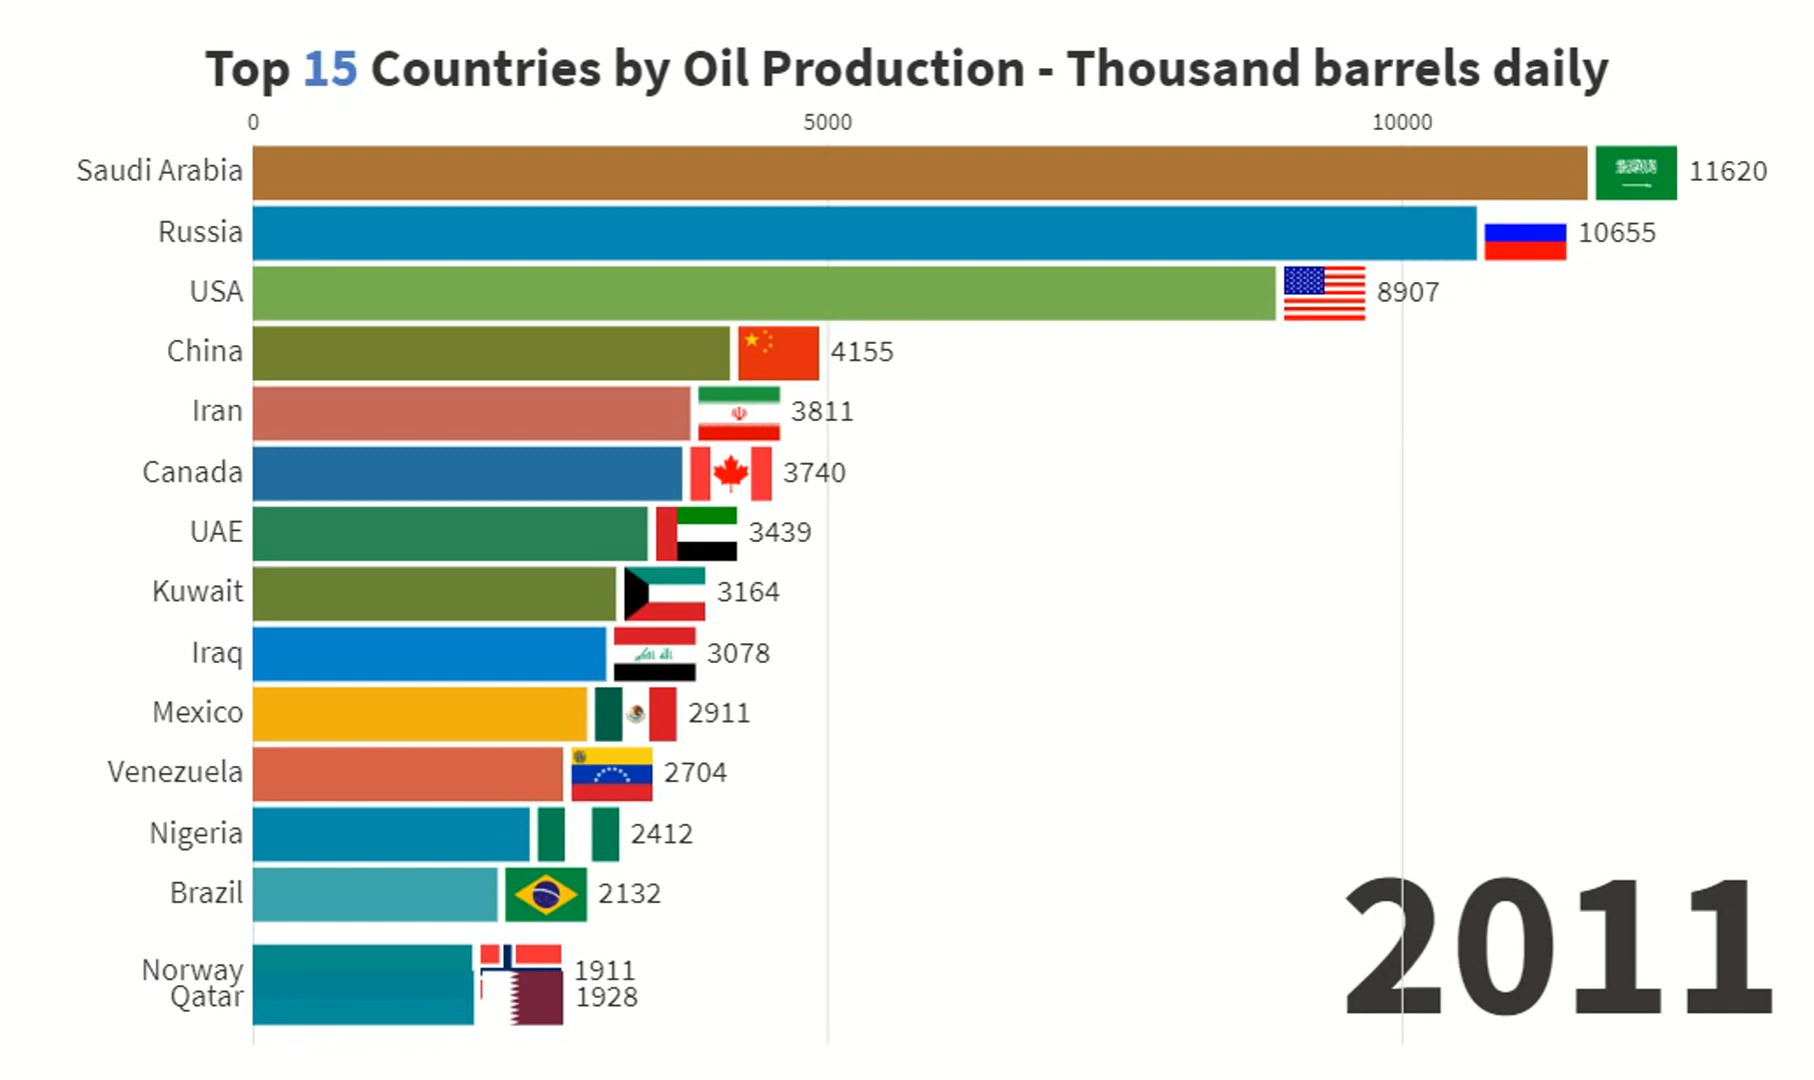 Top 15 Countries by Oil Production - Thousand barrels daily
0 5000 10000
Saudi Arabia 11620
Russia 10655
USA 8907
China 4155
Iran 3811
Canada 3740
UAE 3439
Kuwait 3164
Iraq 3078
Mexico 2911
Venezuela 2704
Nigeria 2412
Brazil 2132
Norway 1911
Qatar 1928
2011